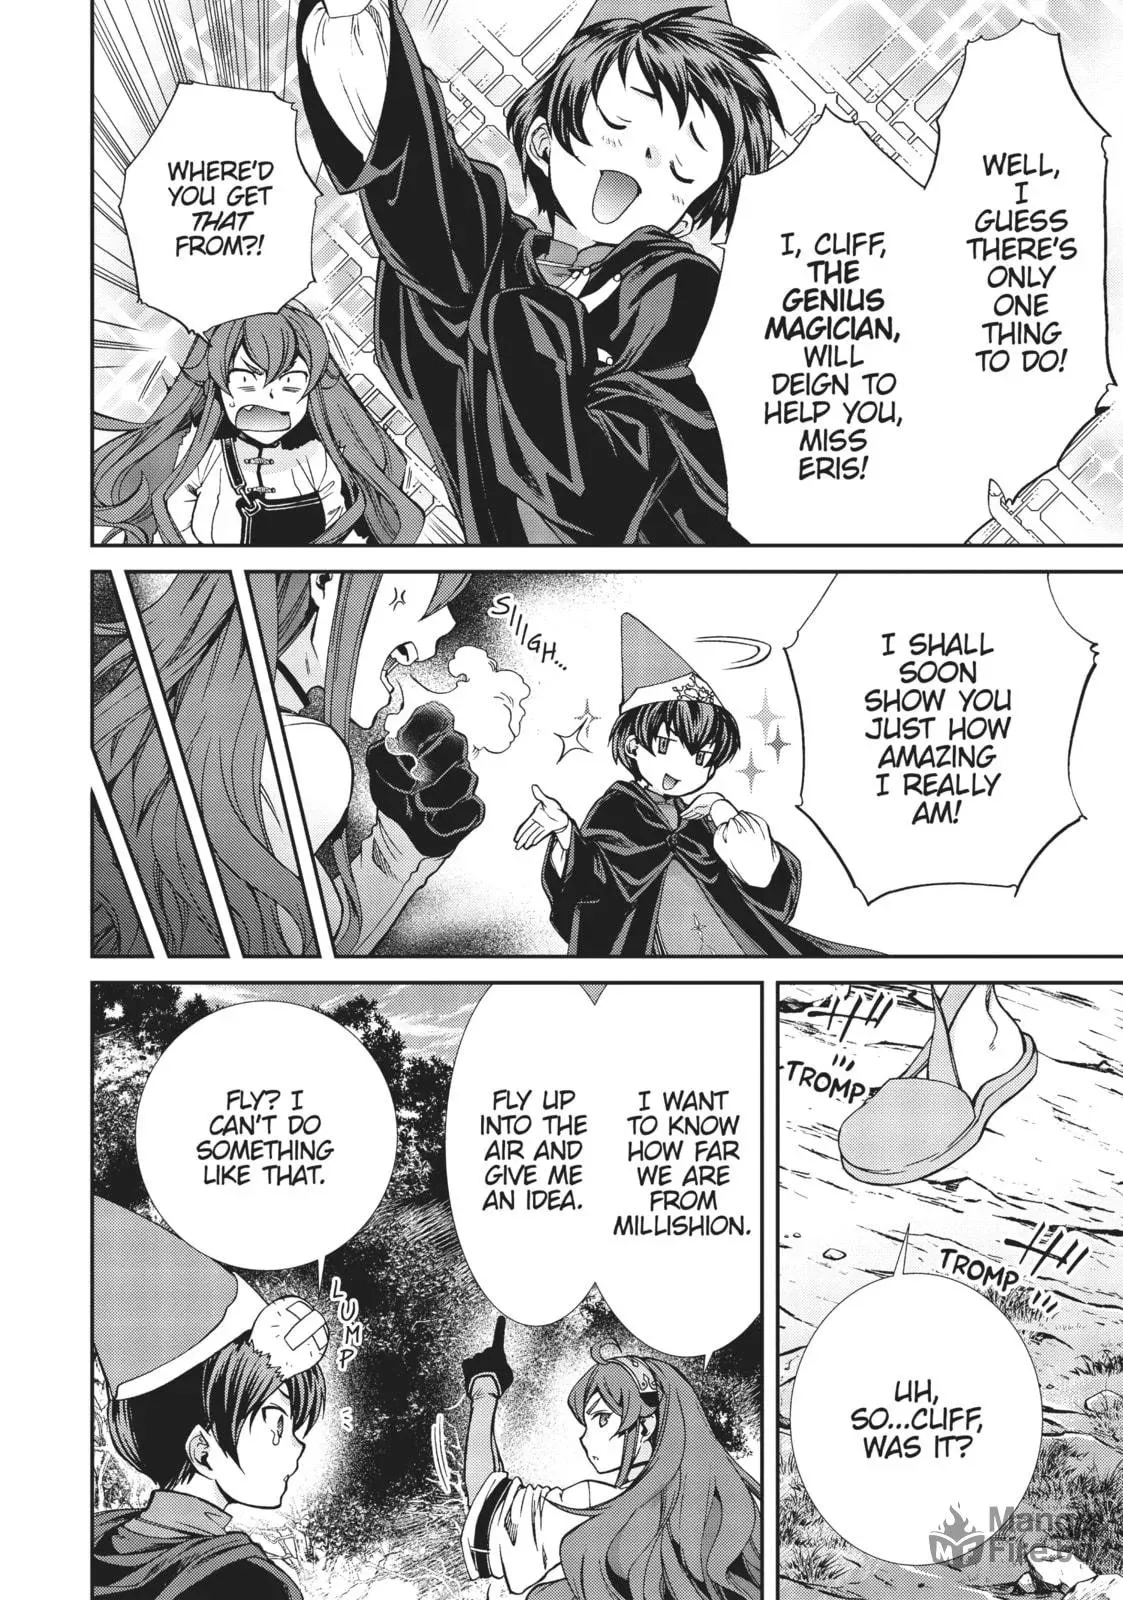 WELL,
I
GUESS
THERE'S
ONLY
ONE
THING
TO DO!
I, CLIFF,
THE
GENIUS
MAGICIAN,
WILL
DEIGN TO
HELP YOU,
MISS
ERIS!
WHERE'D
YOU GET
THAT
FROM?!
I SHALL
SOON
SHOW YOU
JUST HOW
AMAZING
I REALLY
AM!
SIIIGH...
TROMP
TROMP
UH,
SO...CLIFF,
WAS IT?
I WANT
TO KNOW
HOW FAR
WE ARE
FROM
MILLISHION.
FLY UP
INTO THE
AIR AND
GIVE ME
AN IDEA.
FLY? I
CAN'T DO
SOMETHING
LIKE THAT.
LUMP